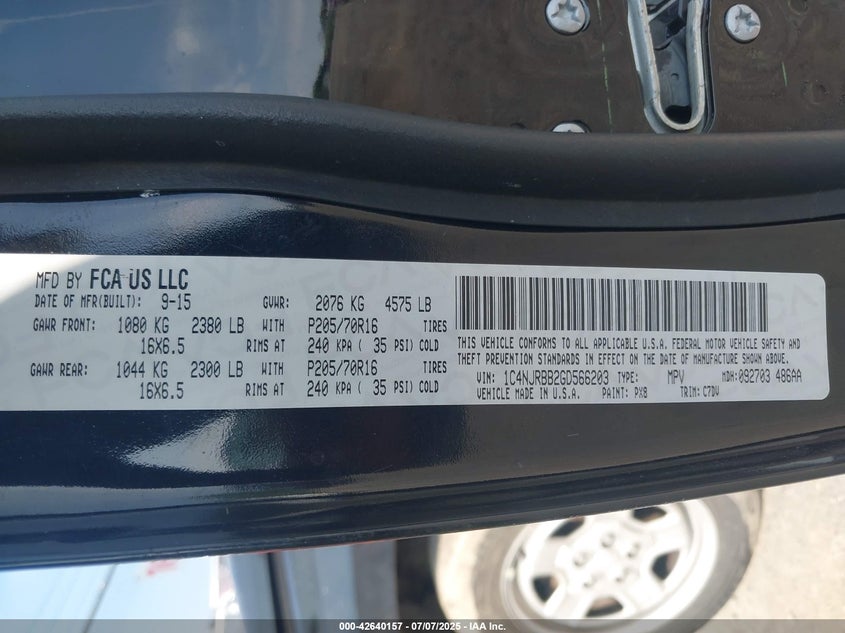 MFD BY FCA US LLC
DATE OF MFR(BUILT): 9-15 GVWR: 2076 KG 4575 LB
GAWR FRONT: 1080 KG 2380 LB WITH P205/70R16 TIRES
16X6.5 RIMS AT 240 KPA ( 35 PSI) COLD
GAWR REAR: 1044 KG 2300 LB WITH P205/70R16 TIRES
16X6.5 RIMS AT 240 KPA ( 35 PSI) COLD
THIS VEHICLE CONFORMS TO ALL APPLICABLE U.S.A. FEDERAL MOTOR VEHICLE SAFETY AND
THEFT PREVENTION STANDARDS IN EFFECT ON THE DATE OF MANUFACTURE SHOWN ABOVE.
VIN: 1C4NJRBB2GD566203 TYPE: MPV MDH: 092703 486AA
VEHICLE MADE IN U.S.A. PAINT: PX8 TRIM: C7DV
000-42640157 - 07/07/2025 - IAA Inc.